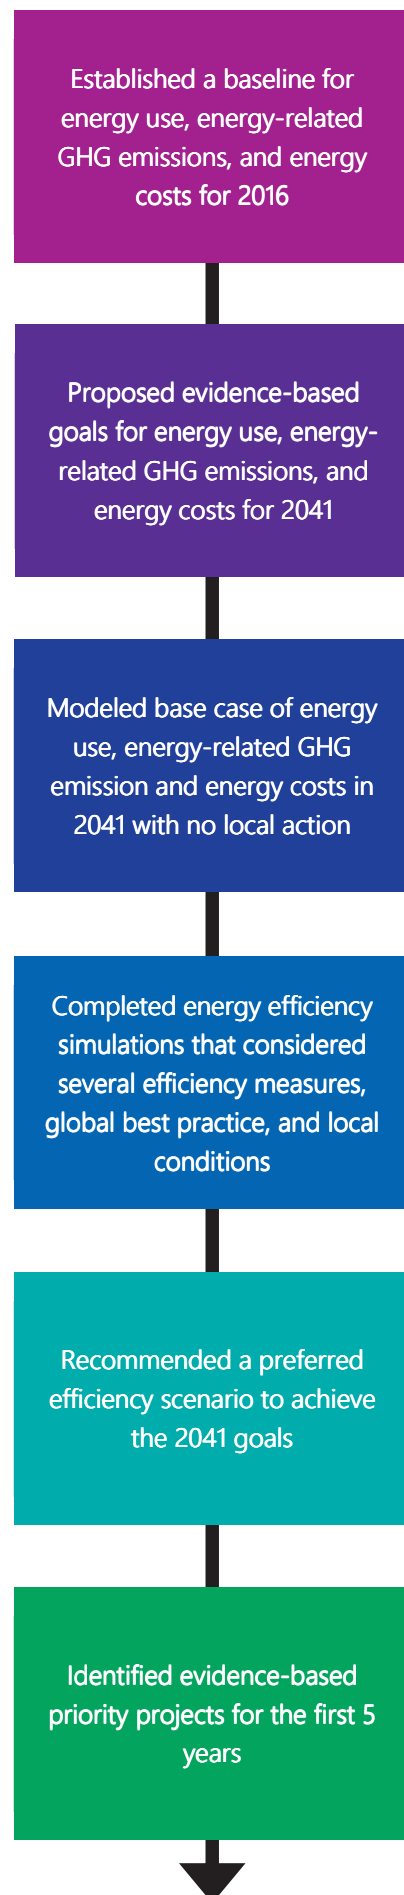 Established a baseline for
energy use, energy-related
GHG emissions, and energy
costs for 2016
Proposed evidence-based
goals for energy use, energy-
related GHG emissions, and
energy costs for 2041
Modeled base case of energy
use, energy-related GHG
emission and energy costs in
2041 with no local action
Completed energy efficiency
simulations that considered
several efficiency measures,
global best practice, and local
conditions
Recommended a preferred
efficiency scenario to achieve
the 2041 goals
Identified evidence-based
priority projects for the first 5
years